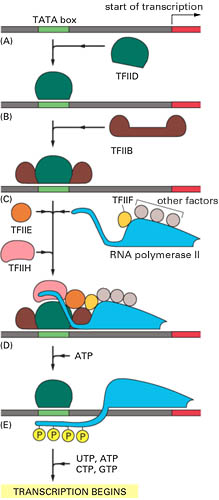 start of transcription
TATA box
(A)
TFIID
(B)
TFIIB
(C)
TFIIF
other factors
TFIIE
RNA polymerase II
TFIIH
(D)
ATP
(E)
P P P P
UTP, ATP
CTP, GTP
TRANSCRIPTION BEGINS